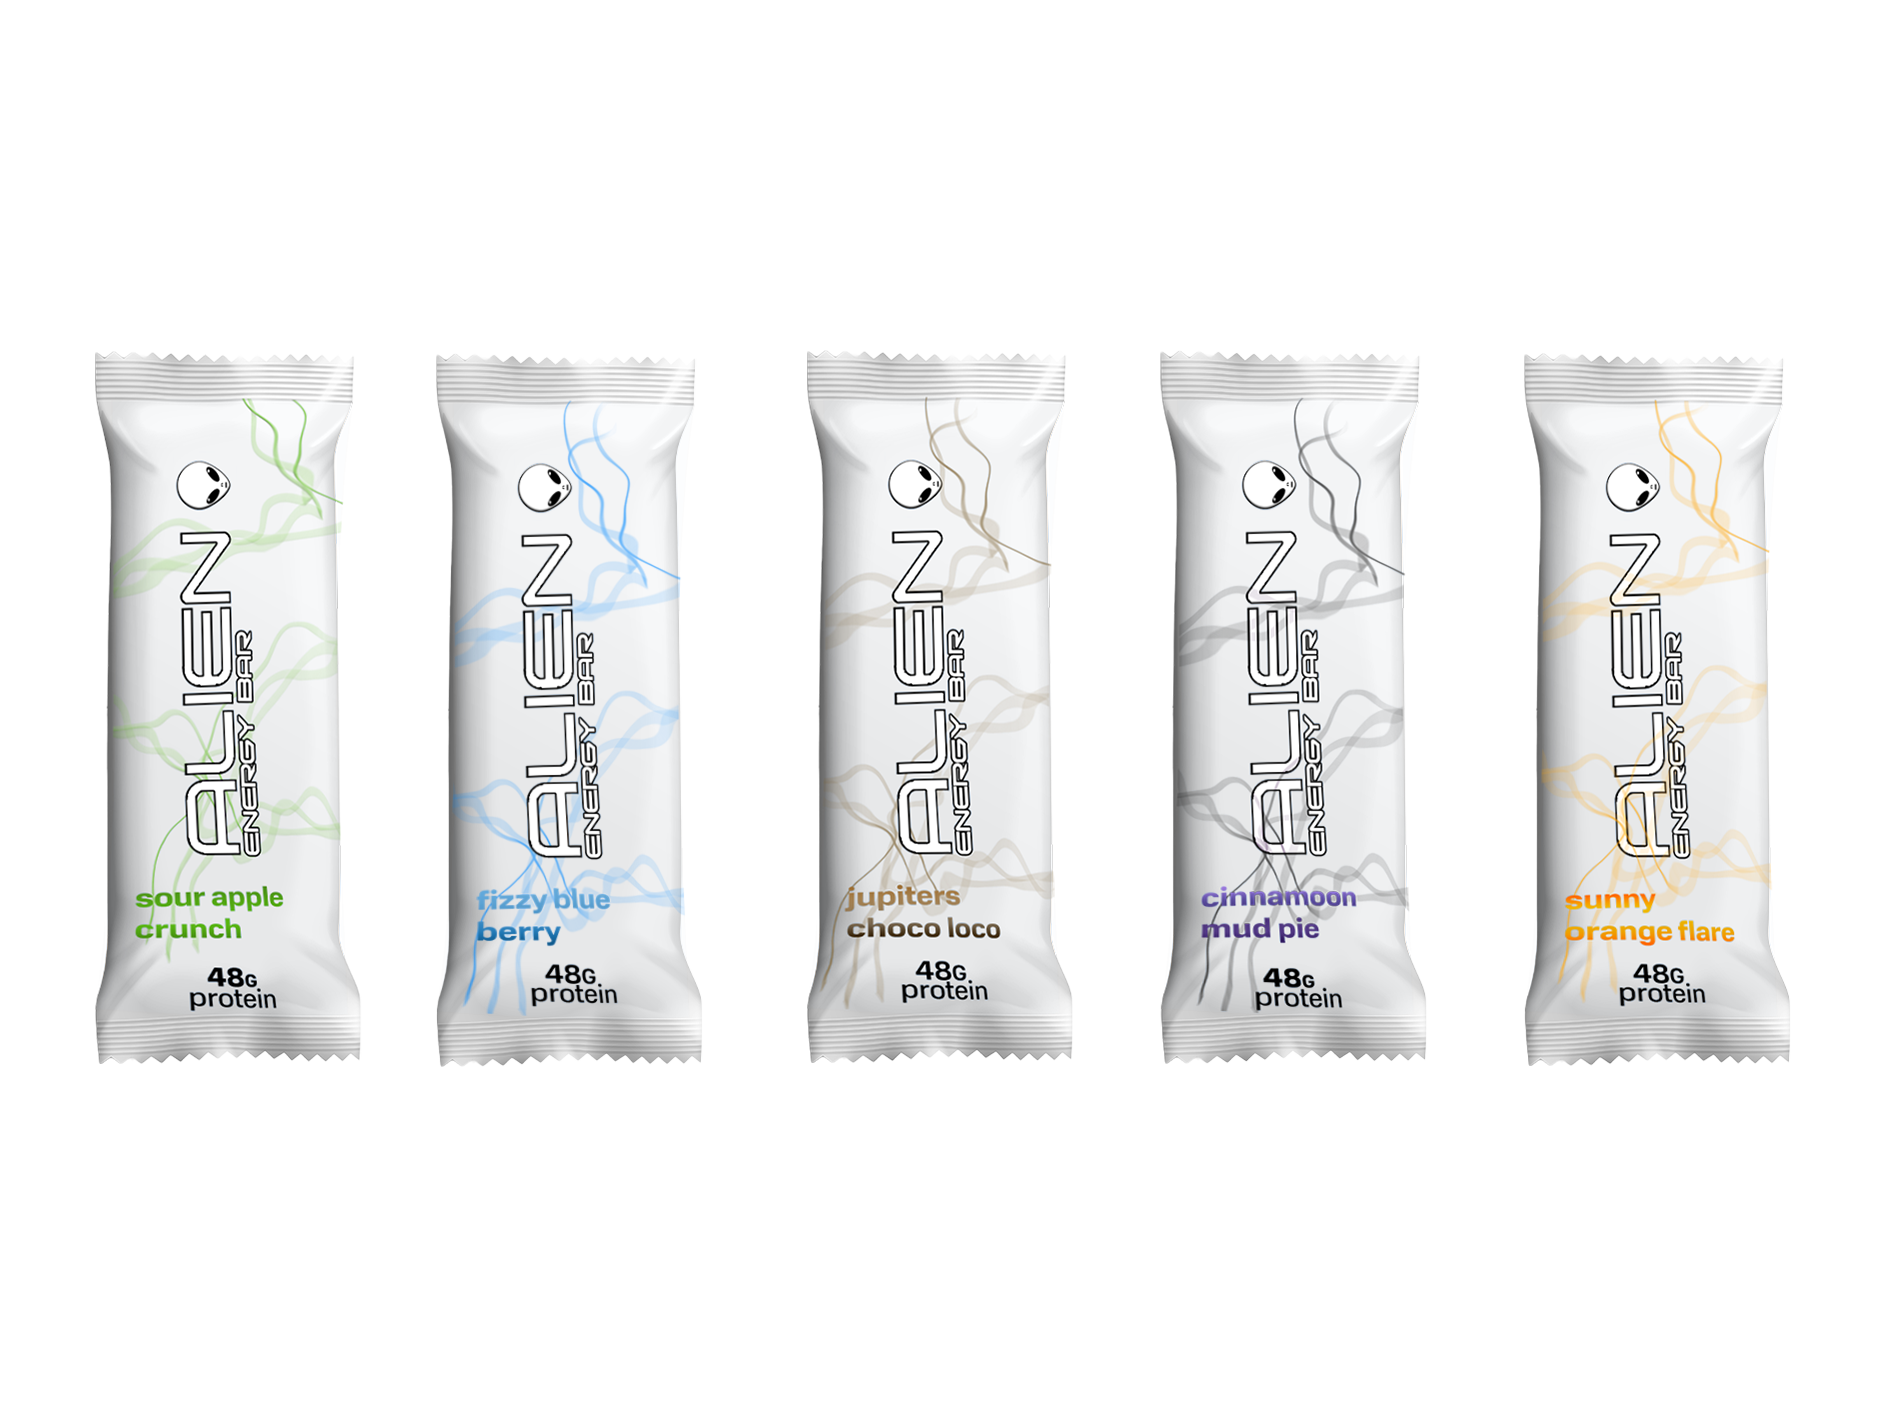 ALIEN
ENERGY BAR
sour apple
crunch
48G
protein
ALIEN
ENERGY BAR
fizzy blue
berry
48G
protein
ALIEN
ENERGY BAR
jupiters
choco loco
48G
protein
ALIEN
ENERGY BAR
cinnamoon
mud pie
48G
protein
ALIEN
ENERGY BAR
sunny
orange flare
48G
protein